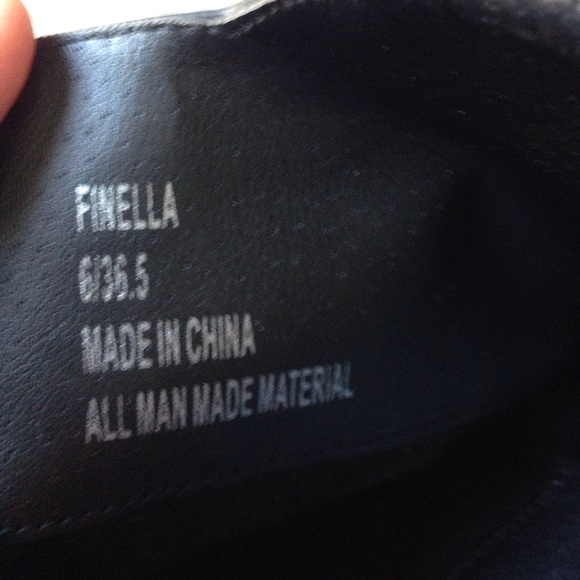 FINELLA
6/36.5
MADE IN CHINA
ALL MAN MADE MATERIAL